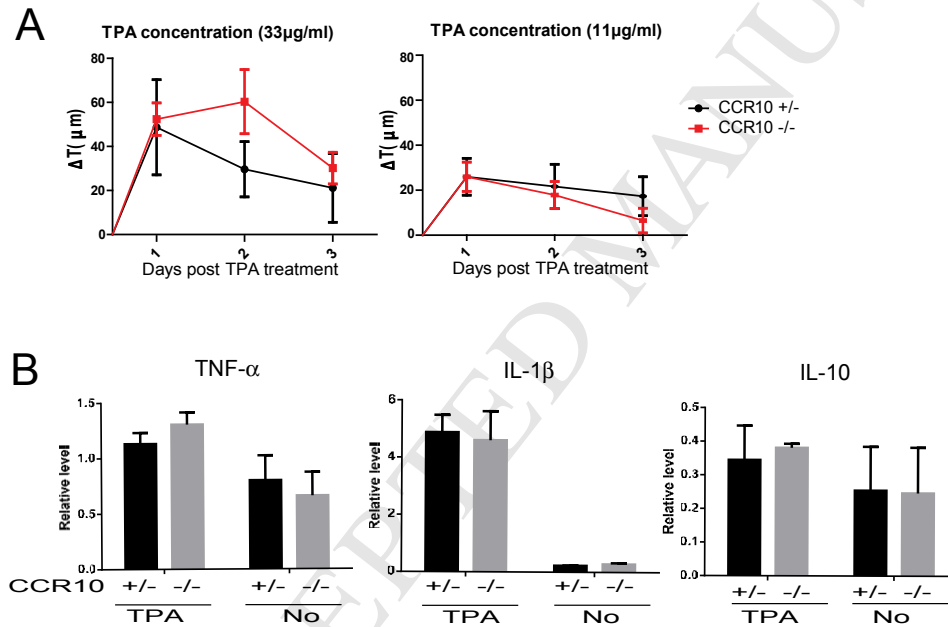 A
TPA concentration (33µg/ml)
TPA concentration (11µg/ml)
80
60
40
20
0
ΔT( µm)
1
2
3
Days post TPA treatment
80
60
40
20
0
ΔT( µm)
1
2
3
Days post TPA treatment
CCR10 +/-
CCR10 -/-
B
TNF-α
IL-1β
IL-10
1.5
1.0
0.5
0.0
Relative level
6
4
2
0
Relative level
0.5
0.4
0.3
0.2
0.1
0.0
Relative level
CCR10 +/- -/- +/- -/-
TPA No
+/- -/- +/- -/-
TPA No
+/- -/- +/- -/-
TPA No
EPTED MANUS